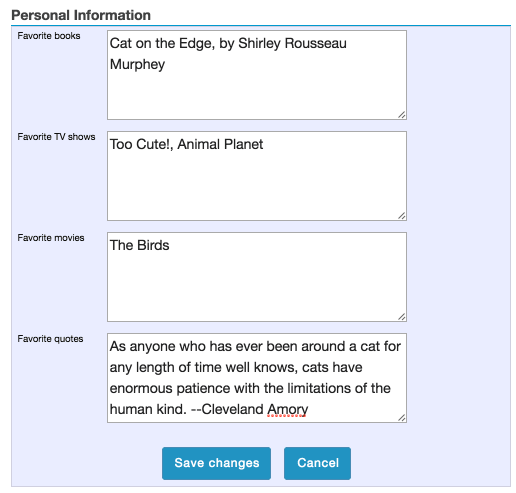 Personal Information
Favorite books
Cat on the Edge, by Shirley Rousseau
Murphey
Favorite TV shows
Too Cute!, Animal Planet
Favorite movies
The Birds
Favorite quotes
As anyone who has ever been around a cat for
any length of time well knows, cats have
enormous patience with the limitations of the
human kind. --Cleveland Amory
Save changes
Cancel